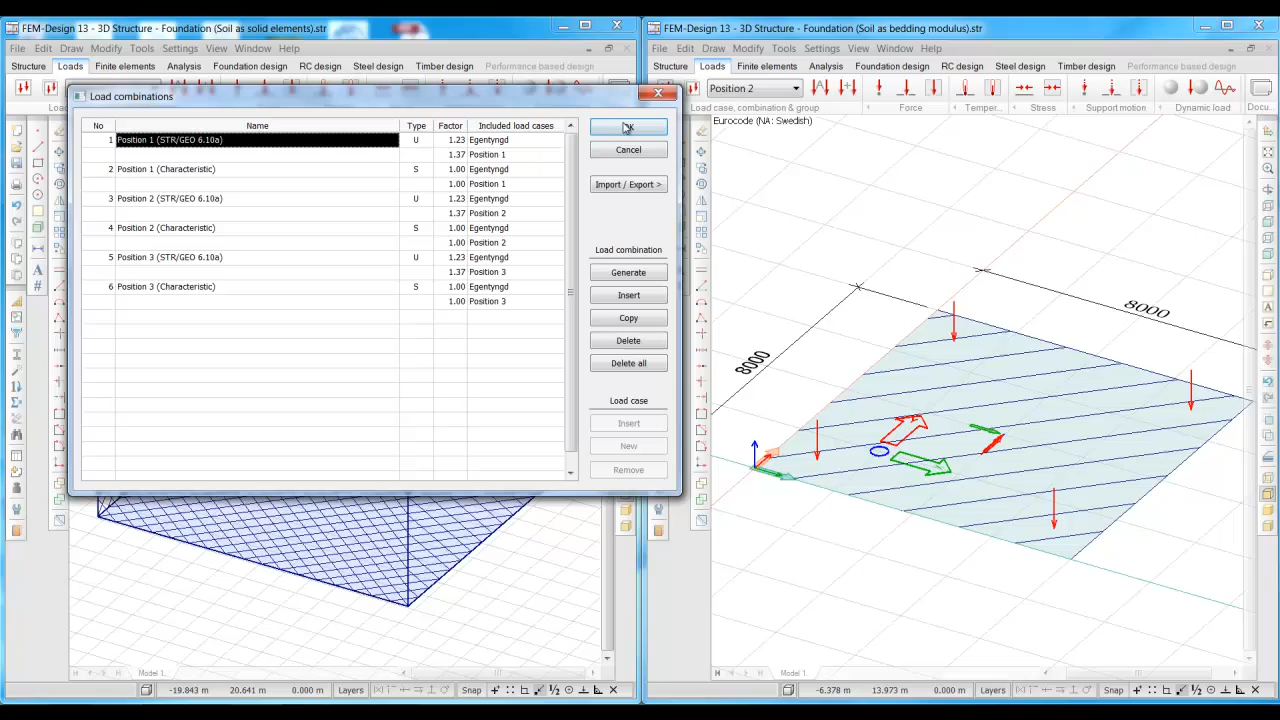 FEM-Design 13 - 3D Structure - Foundation (Soil as solid elements).str
File Edit Draw Modify Tools Settings View Window Help
Structure Loads Finite elements Analysis Foundation design RC design Steel design Timber design Performance based design
Load combinations
No Name Type Factor Included load cases
1 Position 1 (STR/GEO 6.10a) U 1.23 Egentyngd
1.37 Position 1
2 Position 1 (Characteristic) S 1.00 Egentyngd
1.00 Position 1
3 Position 2 (STR/GEO 6.10a) U 1.23 Egentyngd
1.37 Position 2
4 Position 2 (Characteristic) S 1.00 Egentyngd
1.00 Position 2
5 Position 3 (STR/GEO 6.10a) U 1.23 Egentyngd
1.37 Position 3
6 Position 3 (Characteristic) S 1.00 Egentyngd
1.00 Position 3
Cancel
Import / Export >
Load combination
Generate
Insert
Copy
Delete
Delete all
Load case
Insert
New
Remove
Model 1
-19.843 m 20.641 m 0.000 m Layers Snap
FEM-Design 13 - 3D Structure - Foundation (Soil as bedding modulus).str
File Edit Draw Modify Tools Settings View Window Help
Structure Loads Finite elements Analysis Foundation design RC design Steel design Timber design Performance based design
Position 2
Load case, combination & group Force Temper... Stress Support motion Dynamic load Docu...
Eurocode (NA: Swedish)
8000
8000
Model 1
-6.378 m 13.973 m 0.000 m Layers Snap